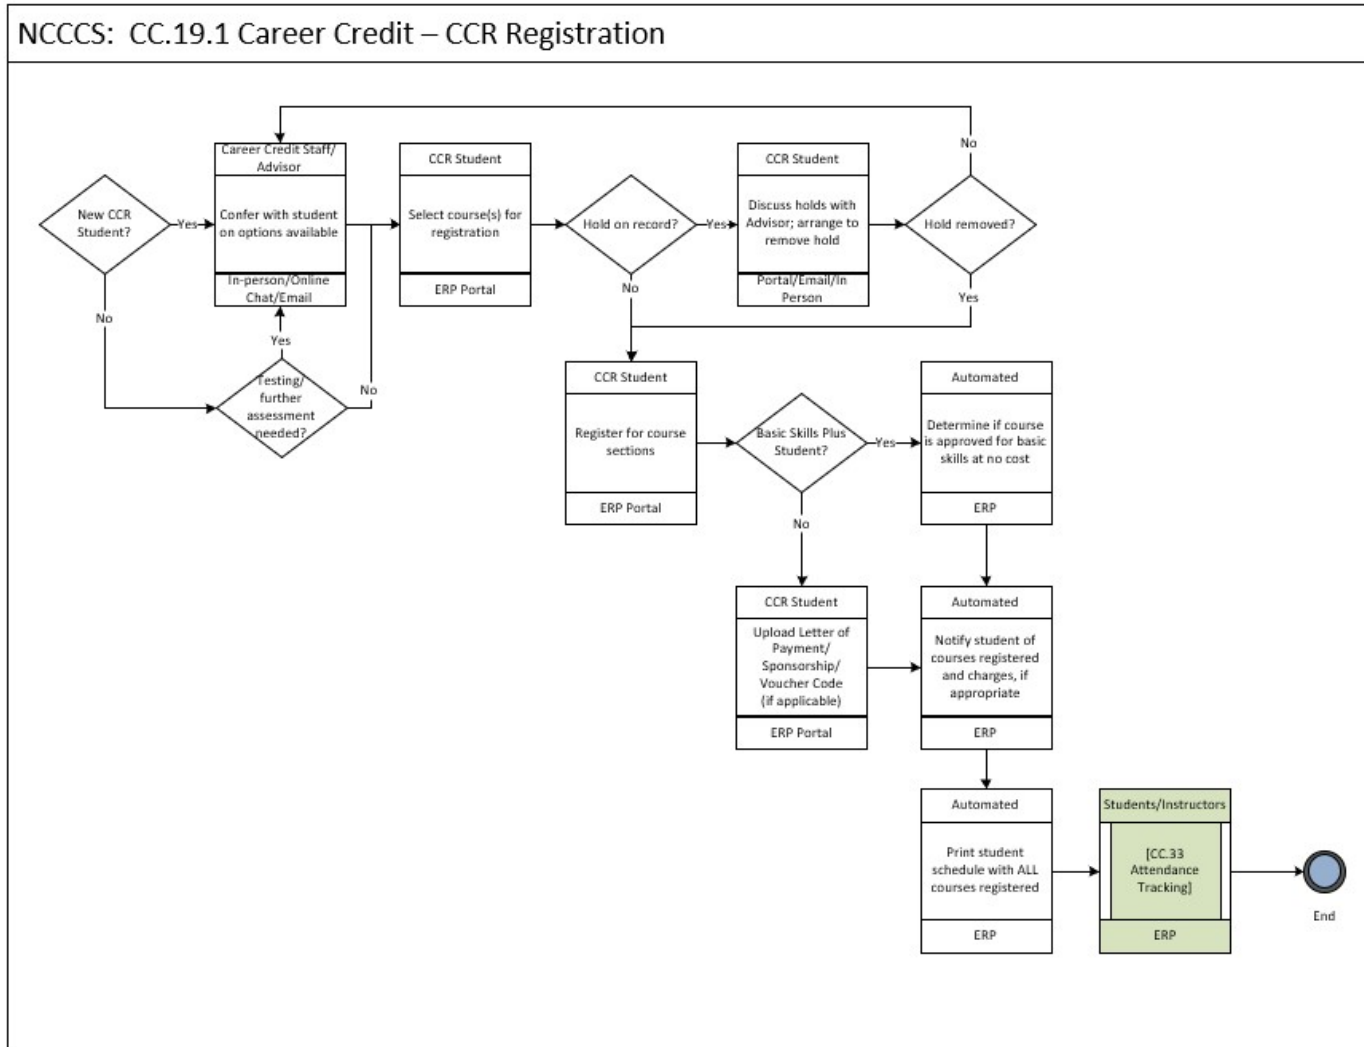 NCCCS:  CC.19.1 Career Credit – CCR Registration
No
Career Credit Staff/
Advisor
CCR Student
CCR Student
New CCR
Student?
Yes
Confer with student
on options available
Select course(s) for
registration
Hold on record?
Yes
Discuss holds with
Advisor; arrange to
remove hold
Hold removed?
In-person/Online
Chat/Email
ERP Portal
No
Portal/Email/In
Person
Yes
No
Yes
Testing/
further
assessment
needed?
No
CCR Student
Automated
Register for course
sections
Basic Skills Plus
Student?
Yes
Determine if course
is approved for basic
skills at no cost
ERP Portal
ERP
No
CCR Student
Automated
Upload Letter of
Payment/
Sponsorship/
Voucher Code
(if applicable)
Notify student of
courses registered
and charges, if
appropriate
ERP Portal
ERP
Automated
Students/Instructors
Print student
schedule with ALL
courses registered
[CC.33
Attendance
Tracking]
ERP
ERP
End